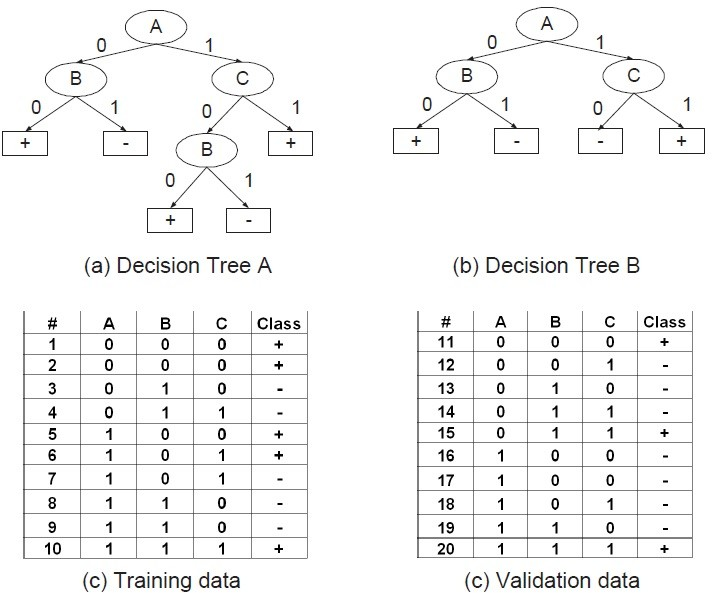 A
0 1
B C
0 1 0 1
+ - B +
0 1
+ -
(a) Decision Tree A
A
0 1
B C
0 1 0 1
+ - - +
(b) Decision Tree B
# A B C Class
1 0 0 0 +
2 0 0 0 +
3 0 1 0 -
4 0 1 1 -
5 1 0 0 +
6 1 0 1 +
7 1 0 1 -
8 1 1 0 -
9 1 1 0 -
10 1 1 1 +
(c) Training data
# A B C Class
11 0 0 0 +
12 0 0 1 -
13 0 1 0 -
14 0 1 1 -
15 0 1 1 +
16 1 0 0 -
17 1 0 0 -
18 1 0 1 -
19 1 1 0 -
20 1 1 1 +
(c) Validation data